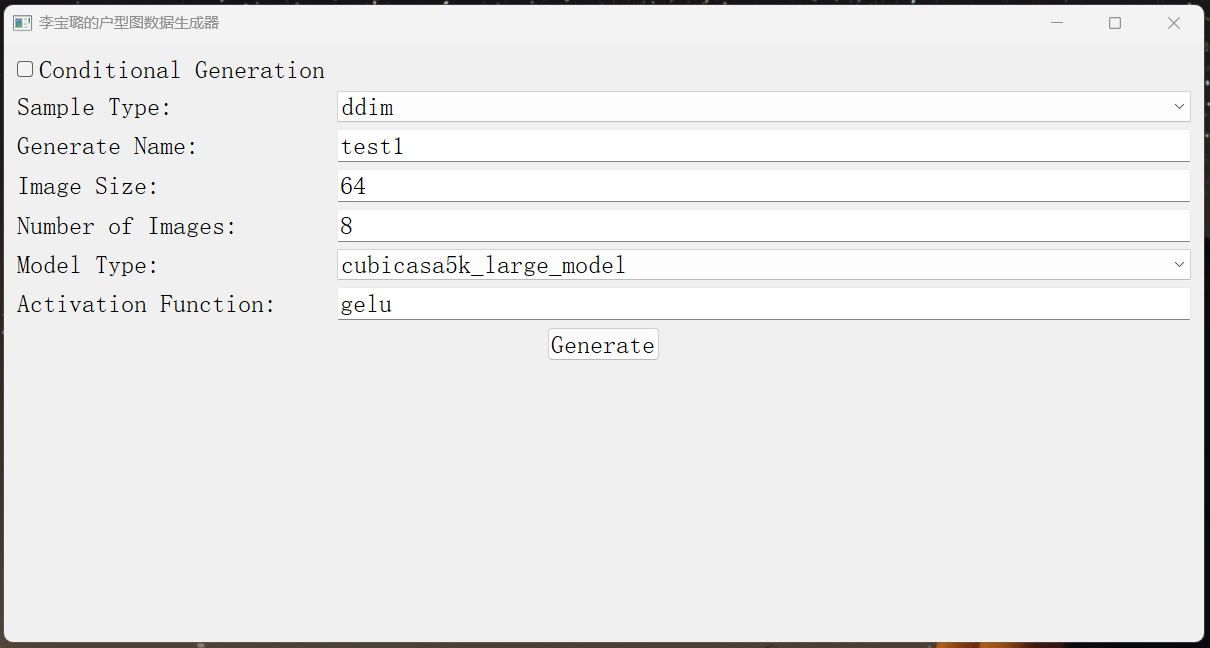 李宝璐的户型图数据生成器
Conditional Generation
Sample Type: ddim
Generate Name: test1
Image Size: 64
Number of Images: 8
Model Type: cubicasa5k_large_model
Activation Function: gelu
Generate